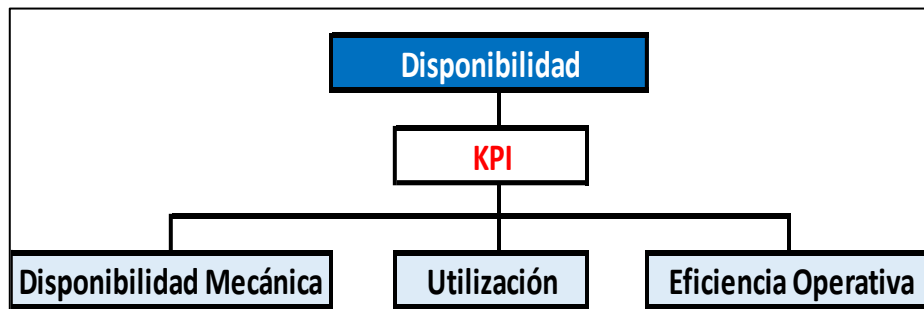 Disponibilidad
KPI
Disponibilidad Mecánica
Utilización
Eficiencia Operativa